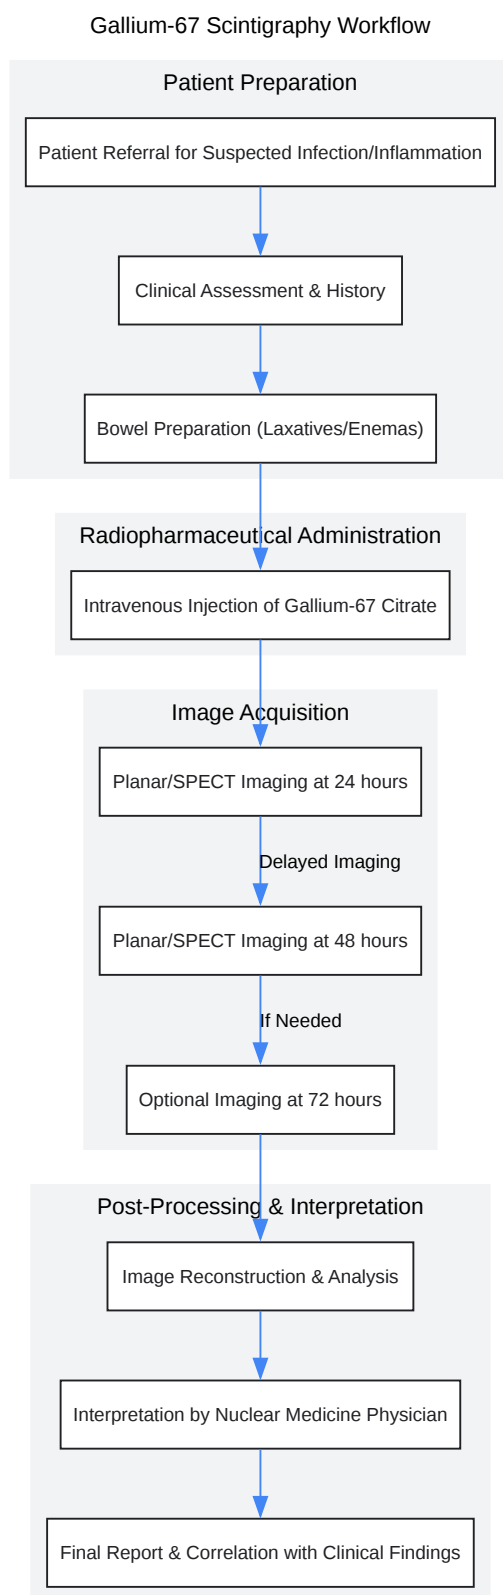 Gallium-67 Scintigraphy Workflow
Patient Preparation
Patient Referral for Suspected Infection/Inflammation
Clinical Assessment & History
Bowel Preparation (Laxatives/Enemas)
Radiopharmaceutical Administration
Intravenous Injection of Gallium-67 Citrate
Image Acquisition
Planar/SPECT Imaging at 24 hours
Delayed Imaging
Planar/SPECT Imaging at 48 hours
If Needed
Optional Imaging at 72 hours
Post-Processing & Interpretation
Image Reconstruction & Analysis
Interpretation by Nuclear Medicine Physician
Final Report & Correlation with Clinical Findings